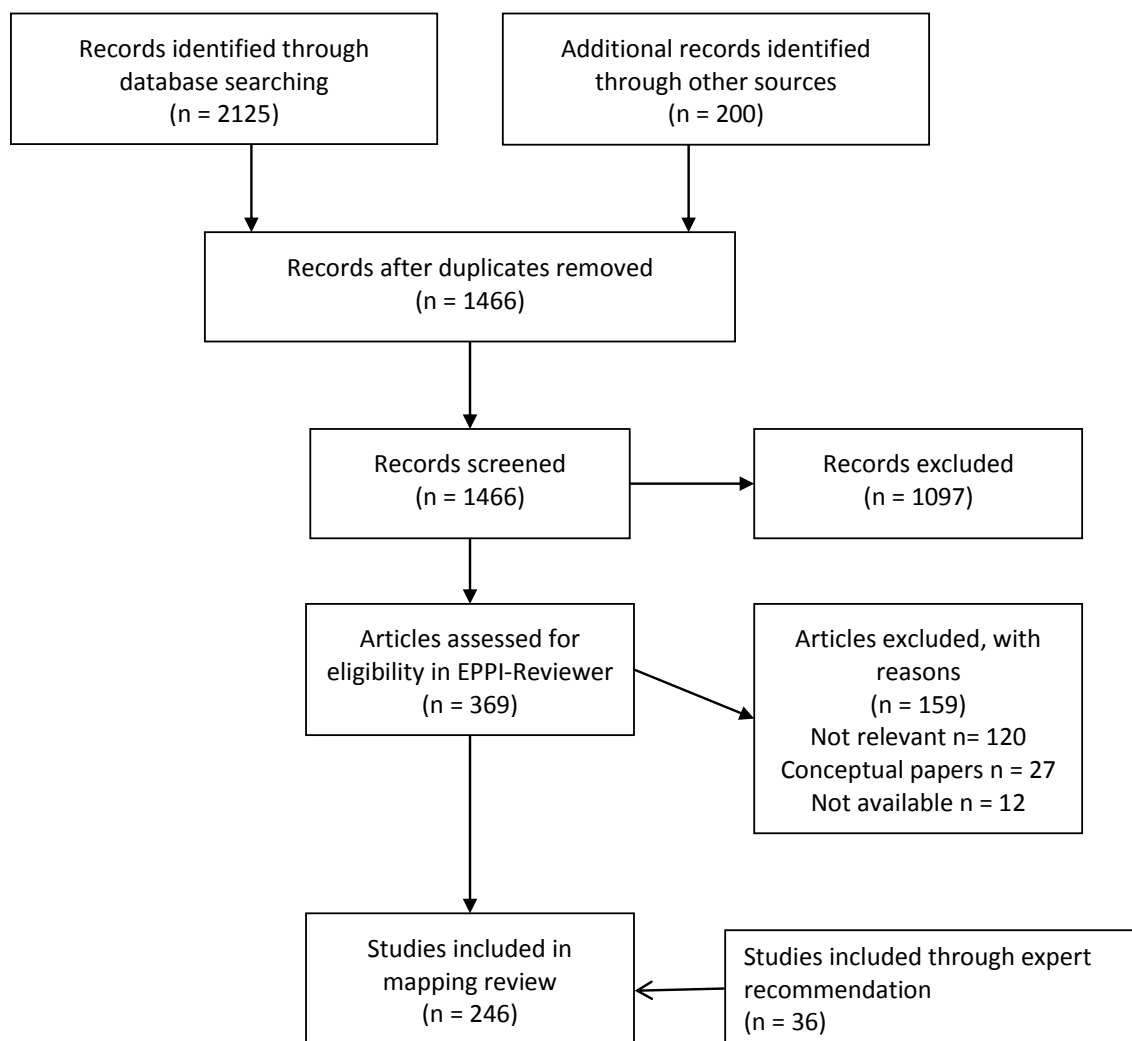 Records identified through
database searching
(n = 2125)
Additional records identified
through other sources
(n = 200)
Records after duplicates removed
(n = 1466)
Records screened
(n = 1466)
Records excluded
(n = 1097)
Articles assessed for
eligibility in EPPI-Reviewer
(n = 369)
Articles excluded, with
reasons
(n = 159)
Not relevant n= 120
Conceptual papers n = 27
Not available n = 12
Studies included in
mapping review
(n = 246)
Studies included through expert
recommendation
(n = 36)